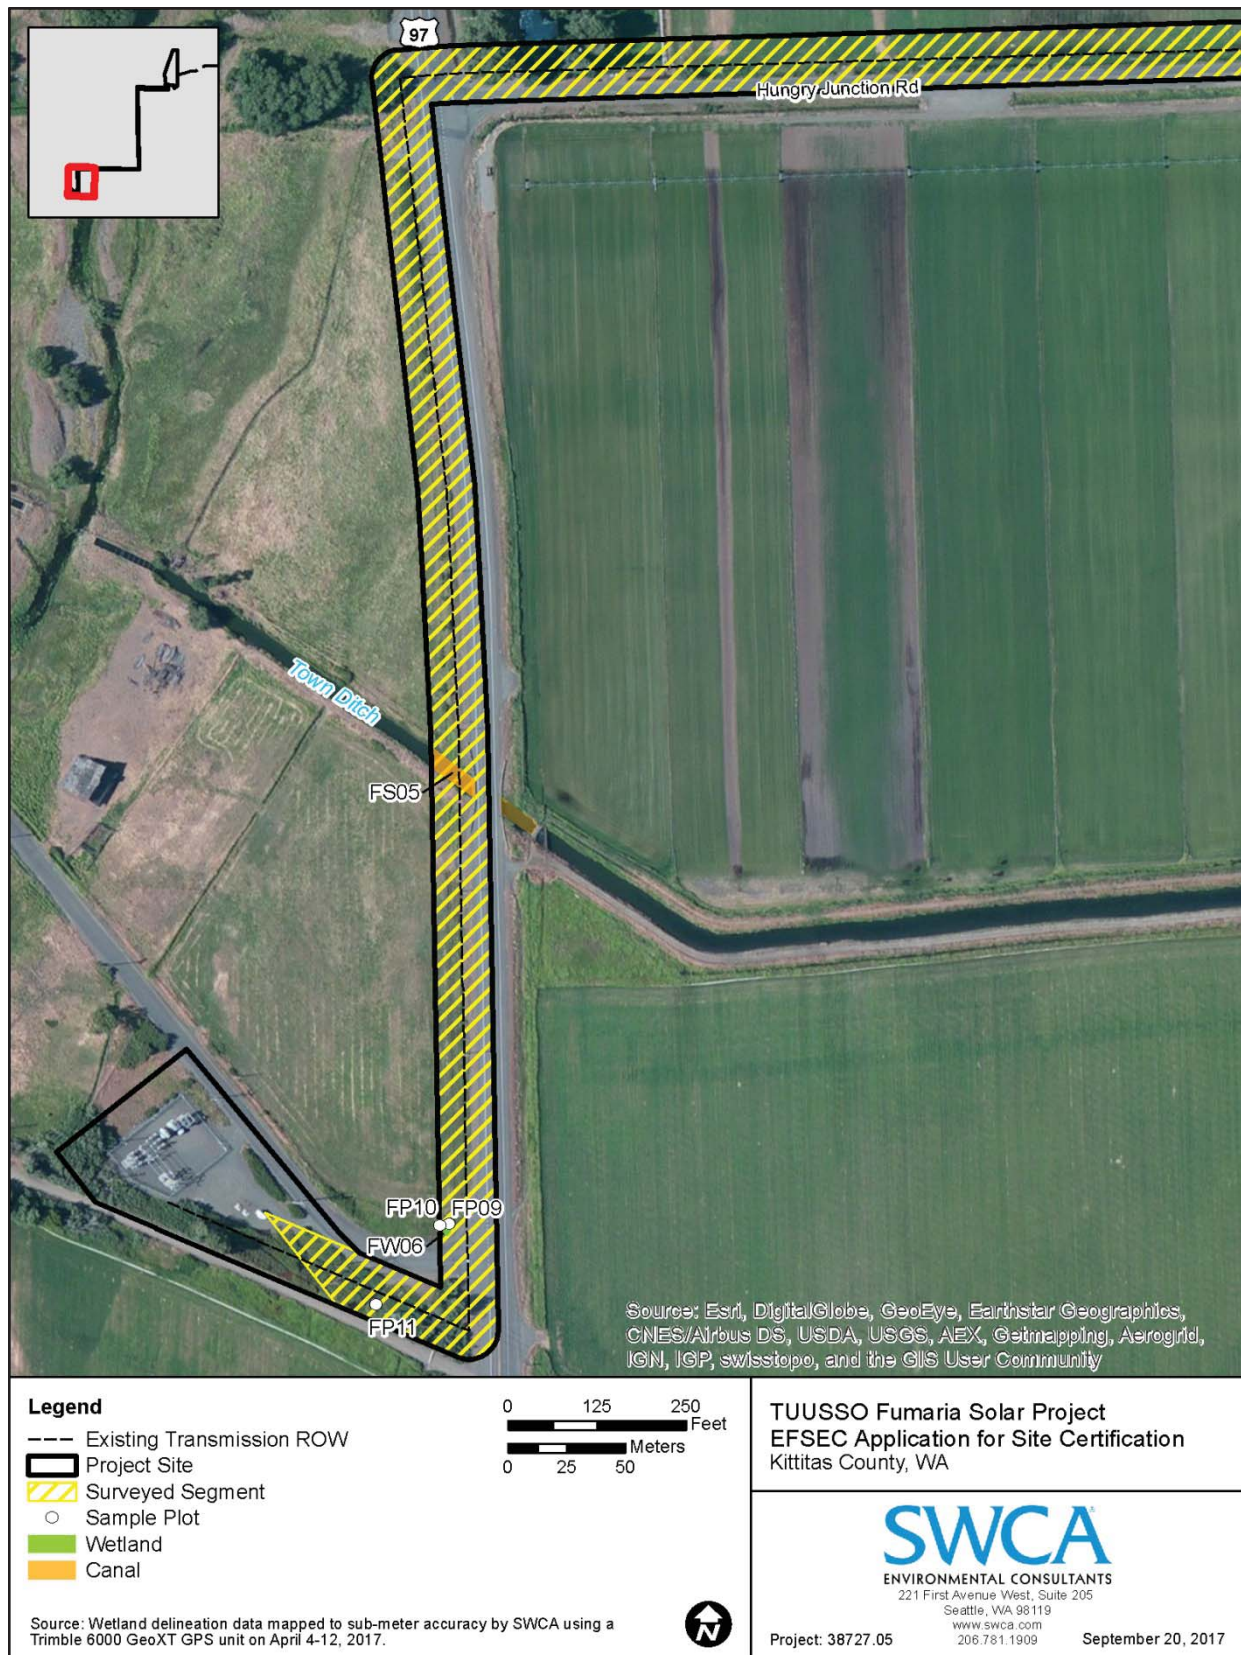 97
Hungry Junction Rd
Town Ditch
FS05
FP10
FP09
FW06
FP11
Source: Esri, DigitalGlobe, GeoEye, Earthstar Geographics,
CNES/Airbus DS, USDA, USGS, AEX, Getmapping, Aerogrid,
IGN, IGP, swisstopo, and the GIS User Community
Legend
Existing Transmission ROW
Project Site
Surveyed Segment
Sample Plot
Wetland
Canal
0 125 250
Feet
Meters
0 25 50
Source: Wetland delineation data mapped to sub-meter accuracy by SWCA using a
Trimble 6000 GeoXT GPS unit on April 4-12, 2017.
N
TUUSSO Fumaria Solar Project
EFSEC Application for Site Certification
Kittitas County, WA
SWCA®
ENVIRONMENTAL CONSULTANTS
221 First Avenue West, Suite 205
Seattle, WA 98119
www.swca.com
206.781.1909
Project: 38727.05
September 20, 2017